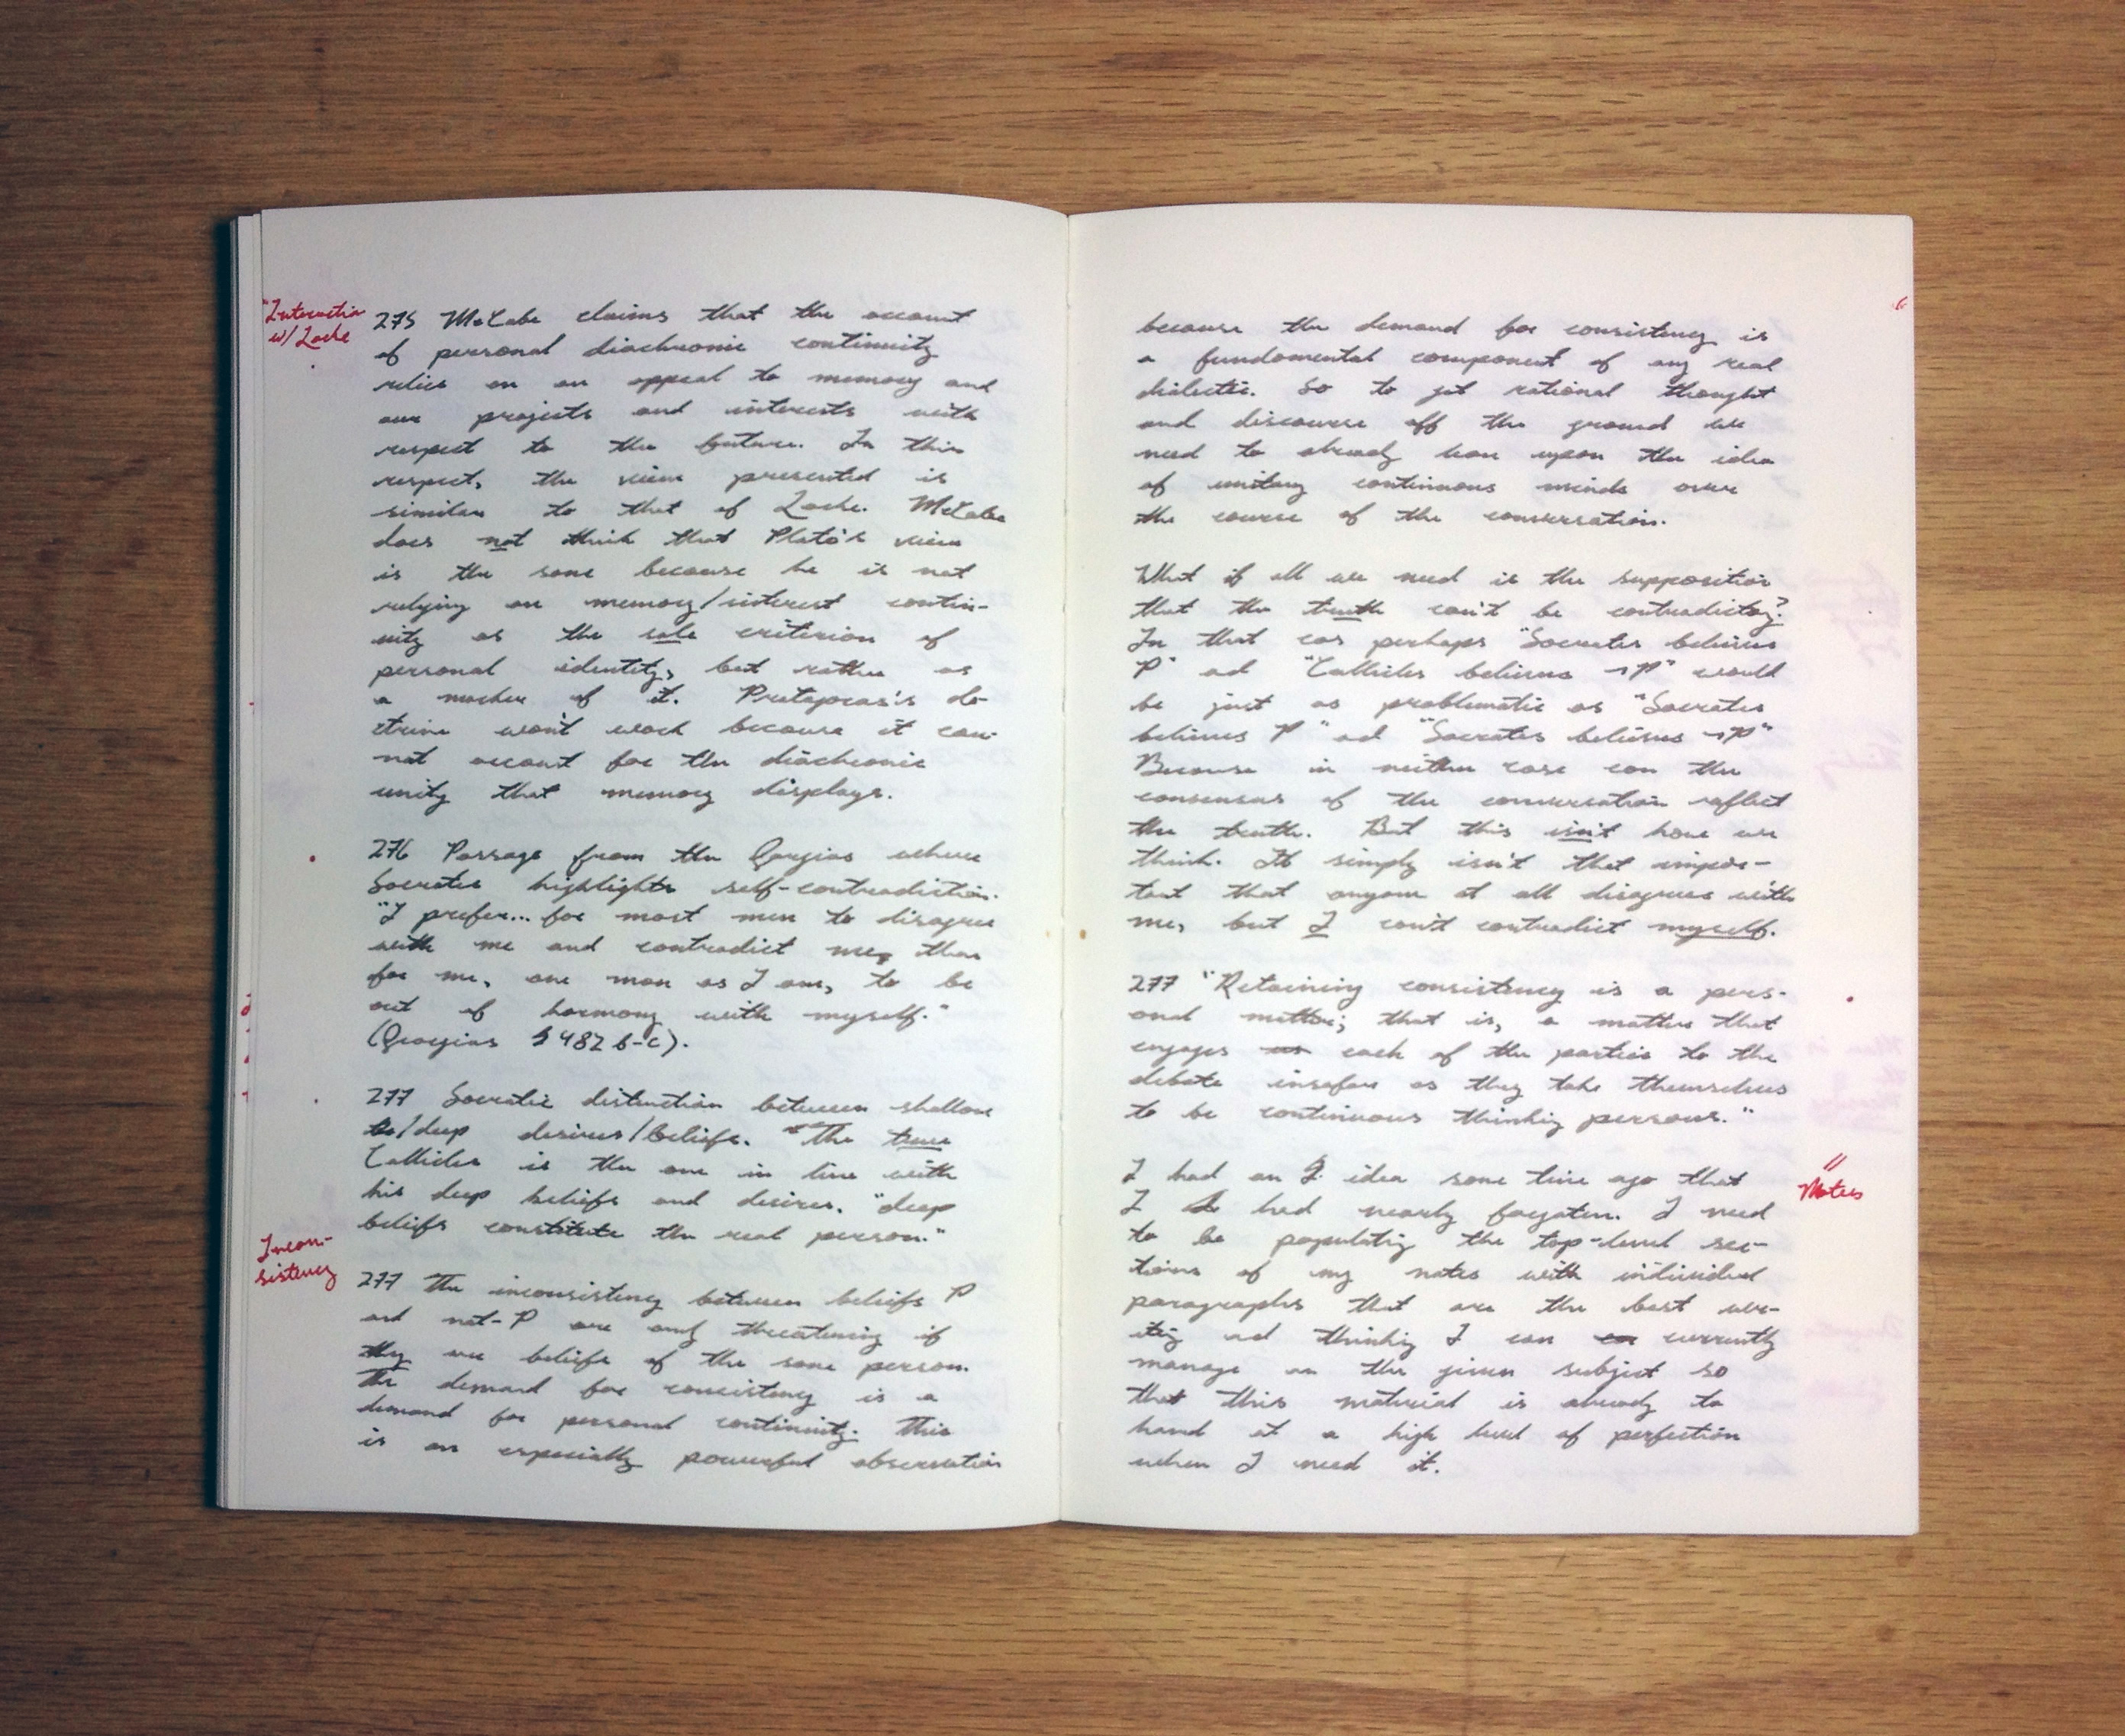 "Interaction
w/ Locke
275 McCabe claims that the account
of personal diachronic continuity
relies on an appeal to memory and
our projects and interests with
respect to the future. In this
respect, the view presented is
similar to that of Locke. McCabe
does not think that Plato's view
is the same because he is not
relying on memory/interest contin-
uity as the sole criterion of
personal identity, but rather as
a marker of it. Protagoras's do-
ctrine won't work because it can-
not account for the diachronic
unity that memory displays.
276 Passage from the Gorgias where
Socrates highlights self-contradiction.
"I prefer... for most men to disagree
with me and contradict me, than
for me, one man as I am, to be
out of harmony with myself."
(Gorgias § 482 b-c).
277 Socratic distinction between shallow
/deep desires/beliefs. "The true
Callicles is the one in line with
his deep beliefs and desires. "deep
beliefs constitute the real person."
Incon-
sistency
277 The inconsistency between beliefs P
and not-P are only threatening if
they are beliefs of the same person.
The demand for consistency is a
demand for personal continuity. This
is an especially powerful observation
because the demand for consistency is
a fundamental component of any real
dialectic. So to get rational thought
and discourse off the ground we
need to already lean upon the idea
of unitary continuous minds over
the course of the conversation.
What if all we need is the supposition
that the truth can't be contradictory?
In that cas perhaps "Socrates believes
P" ad "Callicles believes ¬P" would
be just as problematic as "Socrates
believes P" ad "Socrates believes ¬P"
Because in neither case can the
consensus of the conversation reflect
the truth. But this isn't how we
think. It simply isn't that impor-
tant that anyone at all disagrees with
me, but I can't contradict myself.
277 "Retaining consistency is a pers-
onal matter; that is, a matter that
engages each of the parties to the
debate insofar as they take themselves
to be continuous thinking persons."
I had an idea some time ago that
I had nearly forgotten. I need
to be populating the top-level sec-
tions of my notes with individual
paragraphs that are the best wri-
ting and thinking I can currently
manage on the given subject so
that this material is already to
hand at a high level of perfection
when I need it.
"
Notes